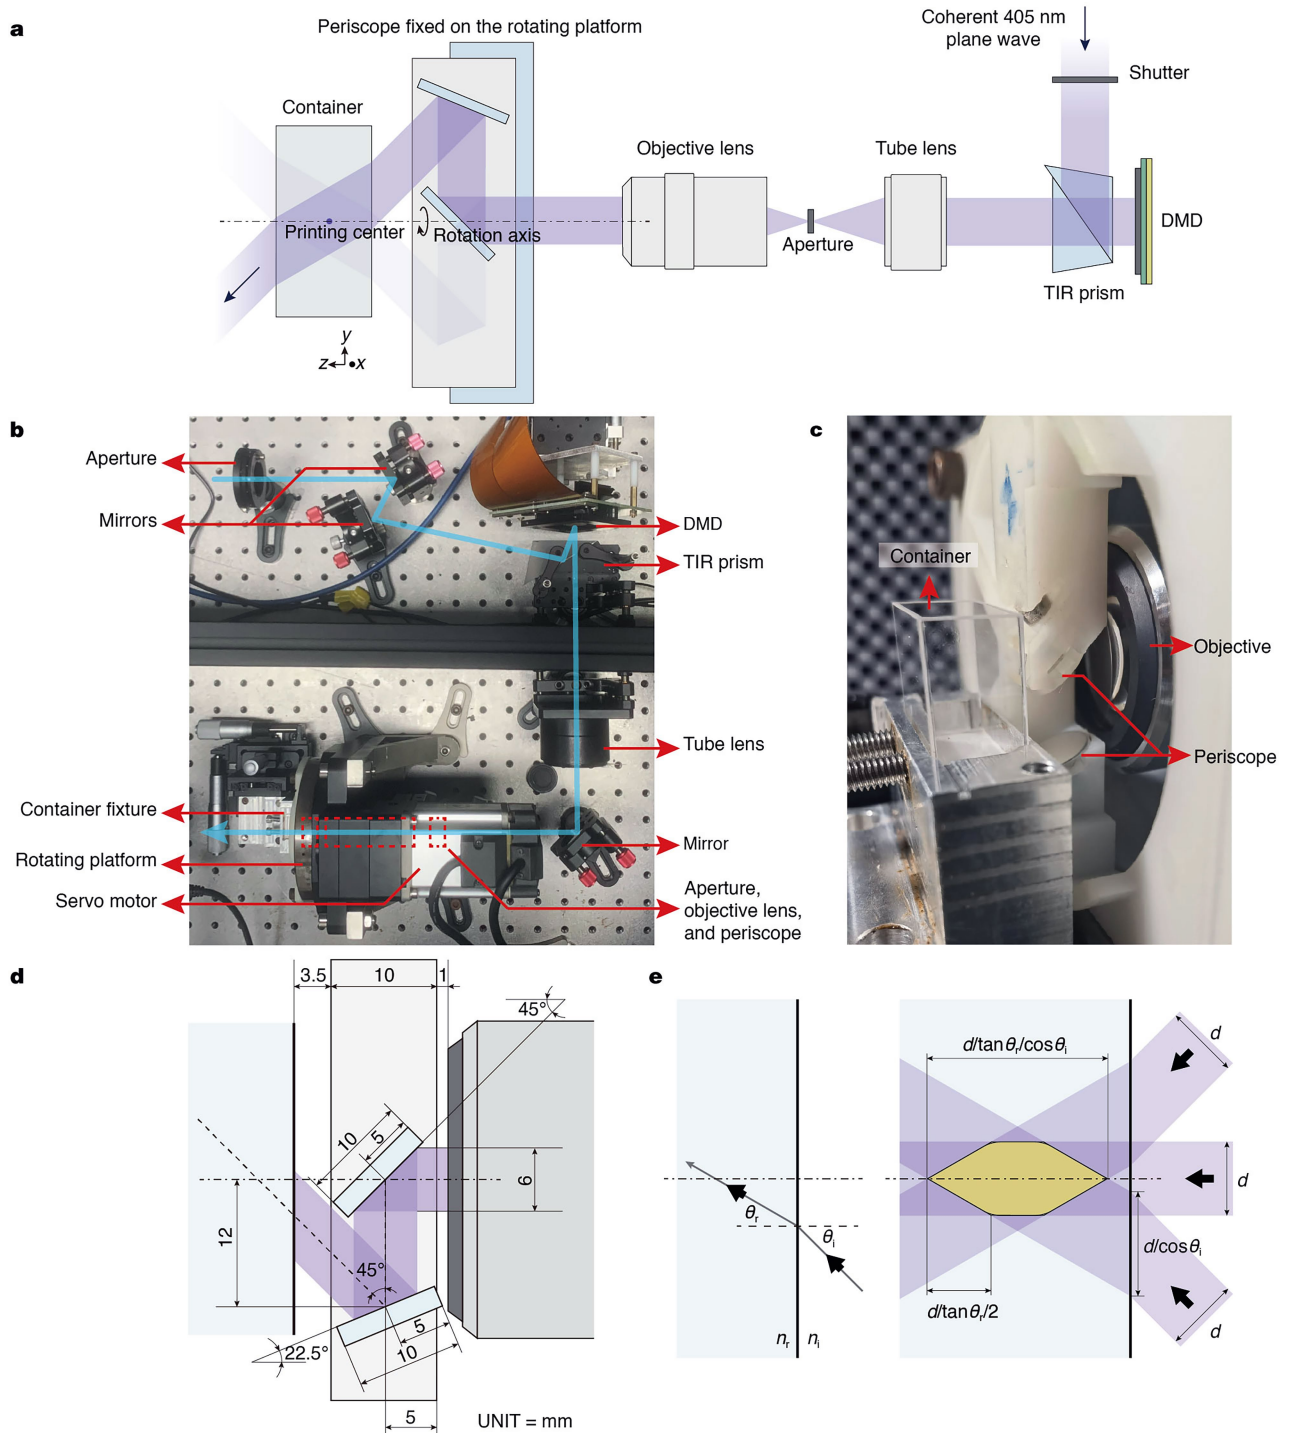 a
Periscope fixed on the rotating platform
Coherent 405 nm
plane wave
Shutter
Container
Objective lens
Tube lens
DMD
Printing center
Rotation axis
Aperture
TIR prism
y
z
x
b
Aperture
Mirrors
DMD
TIR prism
Tube lens
Container fixture
Rotating platform
Servo motor
Mirror
Aperture,
objective lens,
and periscope
c
Container
Objective
Periscope
d
3.5
10
1
45°
10
5
6
12
45°
22.5°
5
10
5
UNIT = mm
e
θr
θi
nr
ni
d/tanθr/cosθi
d
d
d/cosθi
d/tanθr/2
d